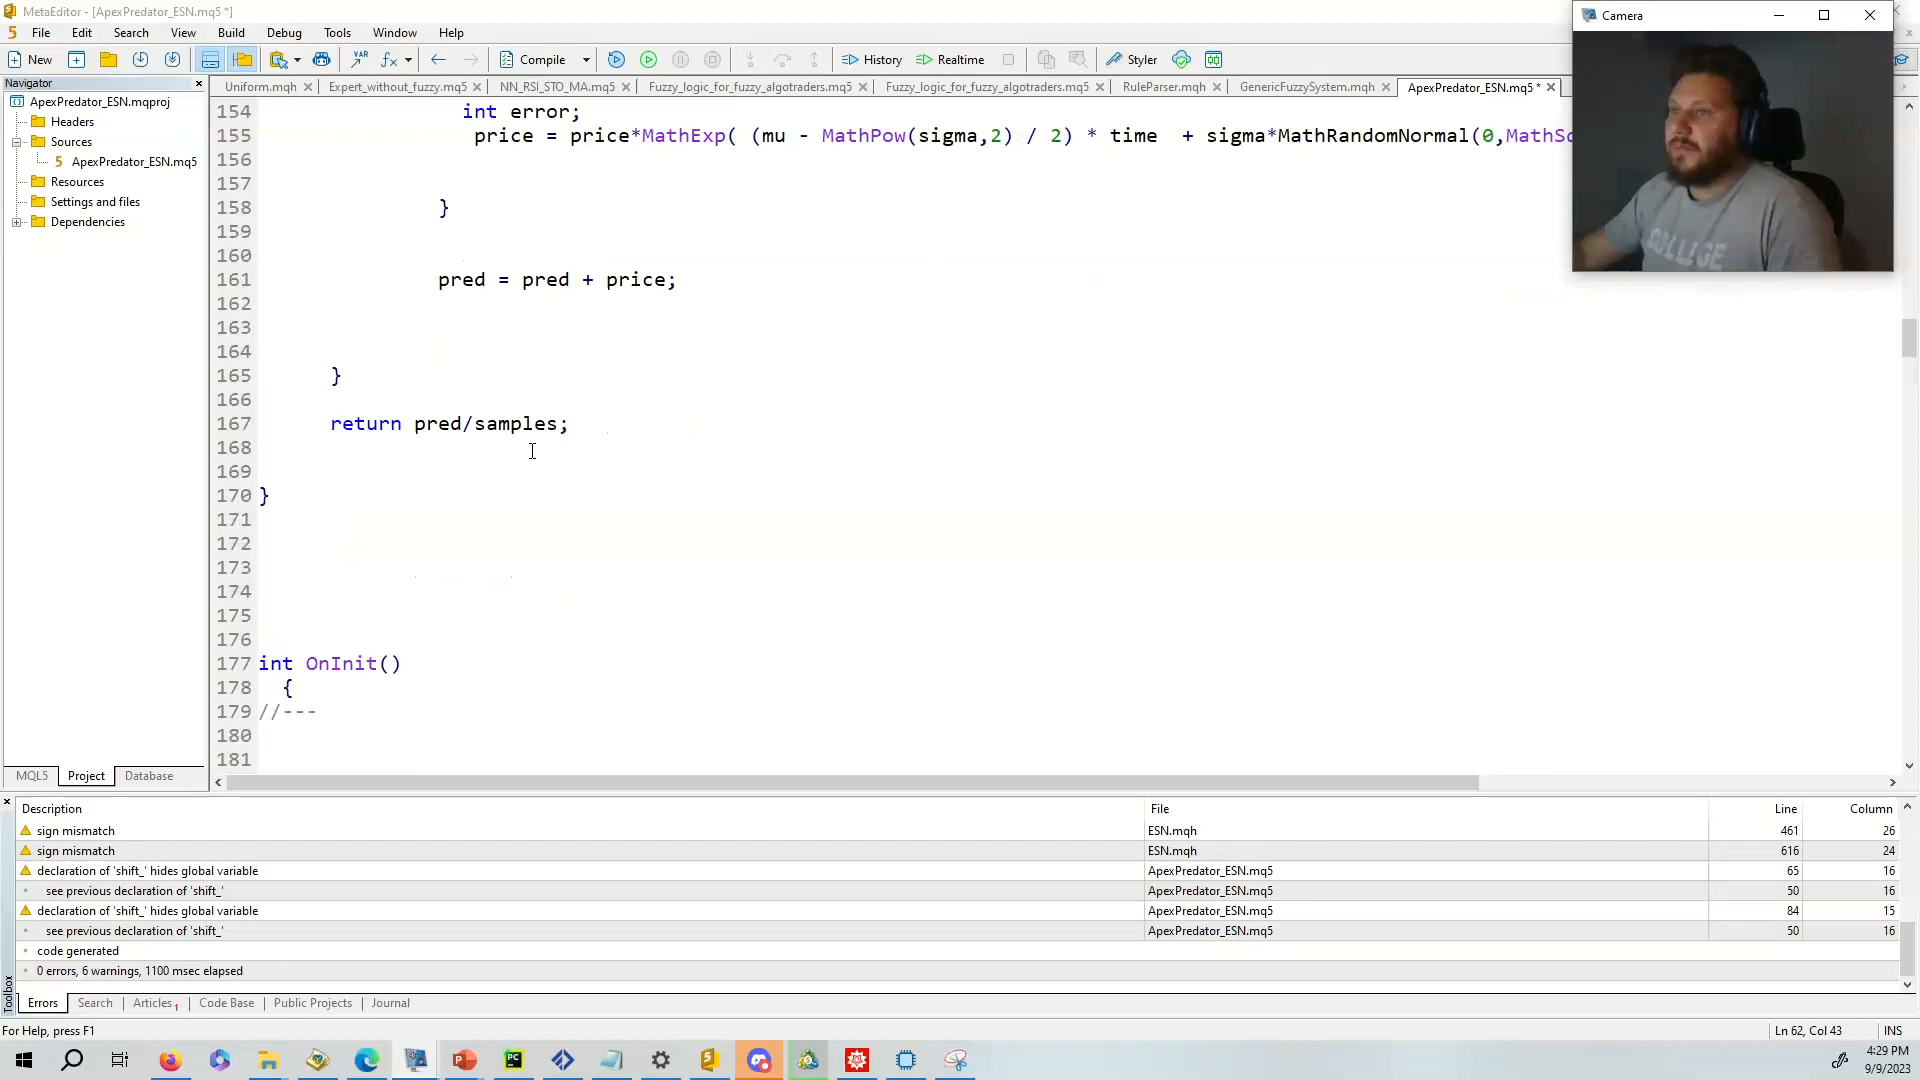 MetaEditor - [ApexPredator_ESN.mq5 *]
Camera
File Edit Search View Build Debug Tools Window Help
New Compile History Realtime Styler
Navigator
Uniform.mqh Expert_without_fuzzy.mq5 NN_RSI_STO_MA.mq5 Fuzzy_logic_for_fuzzy_algotraders.mq5 Fuzzy_logic_for_fuzzy_algotraders.mq5 RuleParser.mqh GenericFuzzySystem.mqh ApexPredator_ESN.mq5 *
ApexPredator_ESN.mqproj
Headers
Sources
ApexPredator_ESN.mq5
Resources
Settings and files
Dependencies
MQL5 Project Database
154 int error;
155 price = price*MathExp( (mu - MathPow(sigma,2) / 2) * time + sigma*MathRandomNormal(0,MathSq
156
157
158 }
159
160
161 pred = pred + price;
162
163
164
165 }
166
167 return pred/samples;
168
169
170 }
171
172
173
174
175
176
177 int OnInit()
178 {
179 //---
180
181
COLLEGE
Description File Line Column
sign mismatch ESN.mqh 461 26
sign mismatch ESN.mqh 616 24
declaration of 'shift_' hides global variable ApexPredator_ESN.mq5 65 16
see previous declaration of 'shift_' ApexPredator_ESN.mq5 50 16
declaration of 'shift_' hides global variable ApexPredator_ESN.mq5 84 15
see previous declaration of 'shift_' ApexPredator_ESN.mq5 50 16
code generated
0 errors, 6 warnings, 1100 msec elapsed
Toolbox
Errors Search Articles 1 Code Base Public Projects Journal
For Help, press F1
Ln 62, Col 43 INS
4:29 PM
9/9/2023